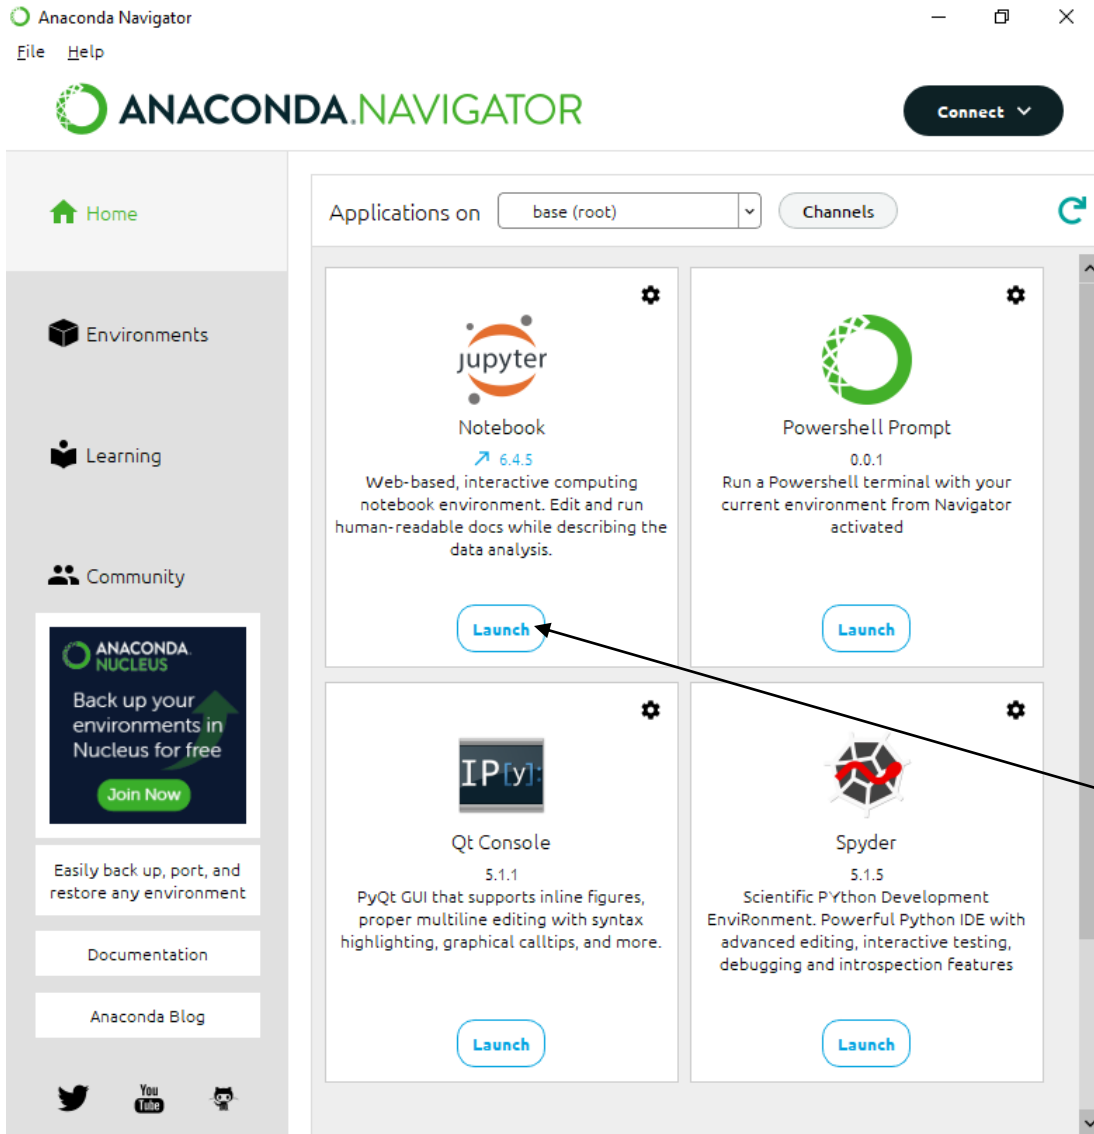 Anaconda Navigator
File Help
ANACONDA.NAVIGATOR
Connect
Home
Applications on base (root) Channels
Environments
Learning
Community
jupyter
Notebook
6.4.5
Web-based, interactive computing
notebook environment. Edit and run
human-readable docs while describing the
data analysis.
Launch
Powershell Prompt
0.0.1
Run a Powershell terminal with your
current environment from Navigator
activated
Launch
IP[y]:
Qt Console
5.1.1
PyQt GUI that supports inline figures,
proper multiline editing with syntax
highlighting, graphical calltips, and more.
Launch
Spyder
5.1.5
Scientific PYthon Development
EnviRonment. Powerful Python IDE with
advanced editing, interactive testing,
debugging and introspection features
Launch
ANACONDA.
NUCLEUS
Back up your
environments in
Nucleus for free
Join Now
Easily back up, port, and
restore any environment
Documentation
Anaconda Blog
You
Tube